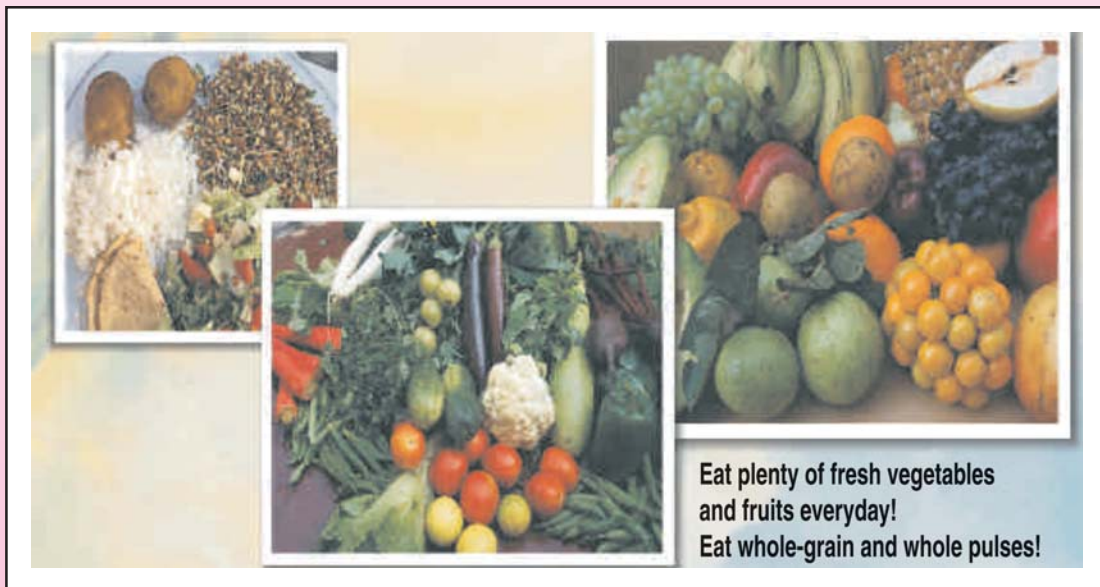 Eat plenty of fresh vegetables
and fruits everyday!
Eat whole-grain and whole pulses!